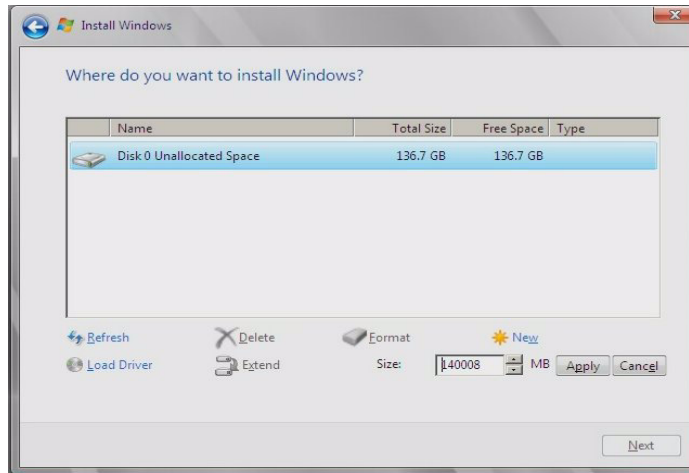 Install Windows
Where do you want to install Windows?
Name Total Size Free Space Type
Disk 0 Unallocated Space 136.7 GB 136.7 GB
Refresh Delete Format New
Load Driver Extend Size: 140008 MB Apply Cancel
Next